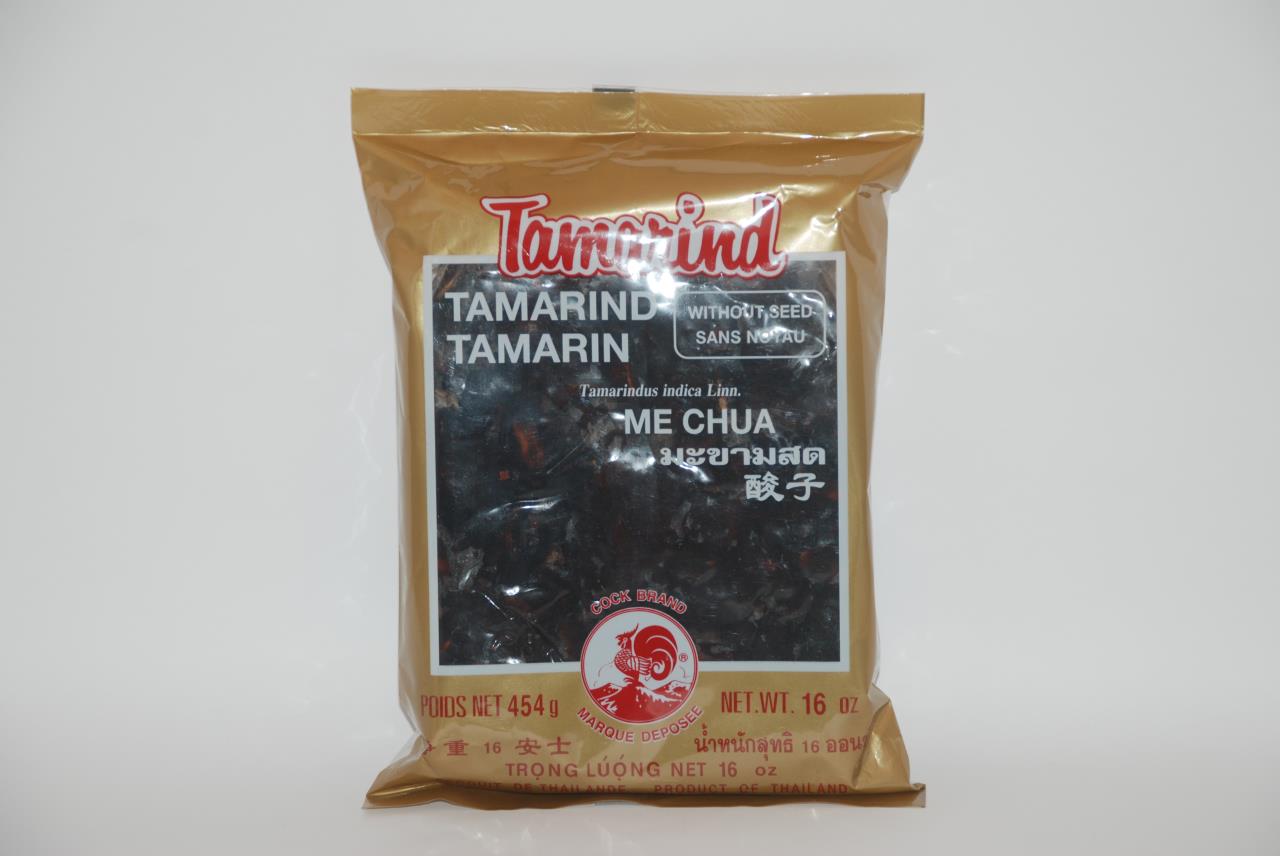 Tamarind
TAMARIND
TAMARIN
WITHOUT SEED
SANS NOYAU
Tamarindus indica Linn.
ME CHUA
มะขามสด
酸子
COCK BRAND
®
MARQUE DEPOSEE
POIDS NET 454 g
NET.WT. 16 oz
重 16 安士
น้ำหนักสุทธิ 16 ออน
TRỌNG LƯỢNG NET 16 oz
DE THAILANDE PRODUCT OF THAILAND